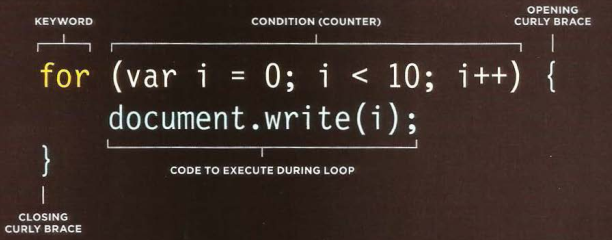 KEYWORD
CONDITION (COUNTER)
OPENING
CURLY BRACE
for (var i = 0; i < 10; i++) {
document.write(i);
}
CODE TO EXECUTE DURING LOOP
CLOSING
CURLY BRACE